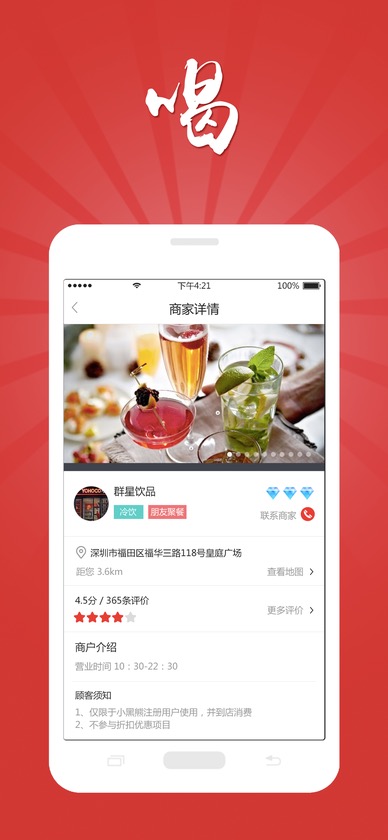 喝
下午4:21
100%
商家详情
YOHOCO
群星饮品
冷饮
朋友聚餐
联系商家
深圳市福田区福华三路118号皇庭广场
距您 3.6km
查看地图
4.5分 / 365条评价
更多评价
商户介绍
营业时间 10：30-22：30
顾客须知
1、仅限于小黑熊注册用户使用，并到店消费
2、不参与折扣优惠项目